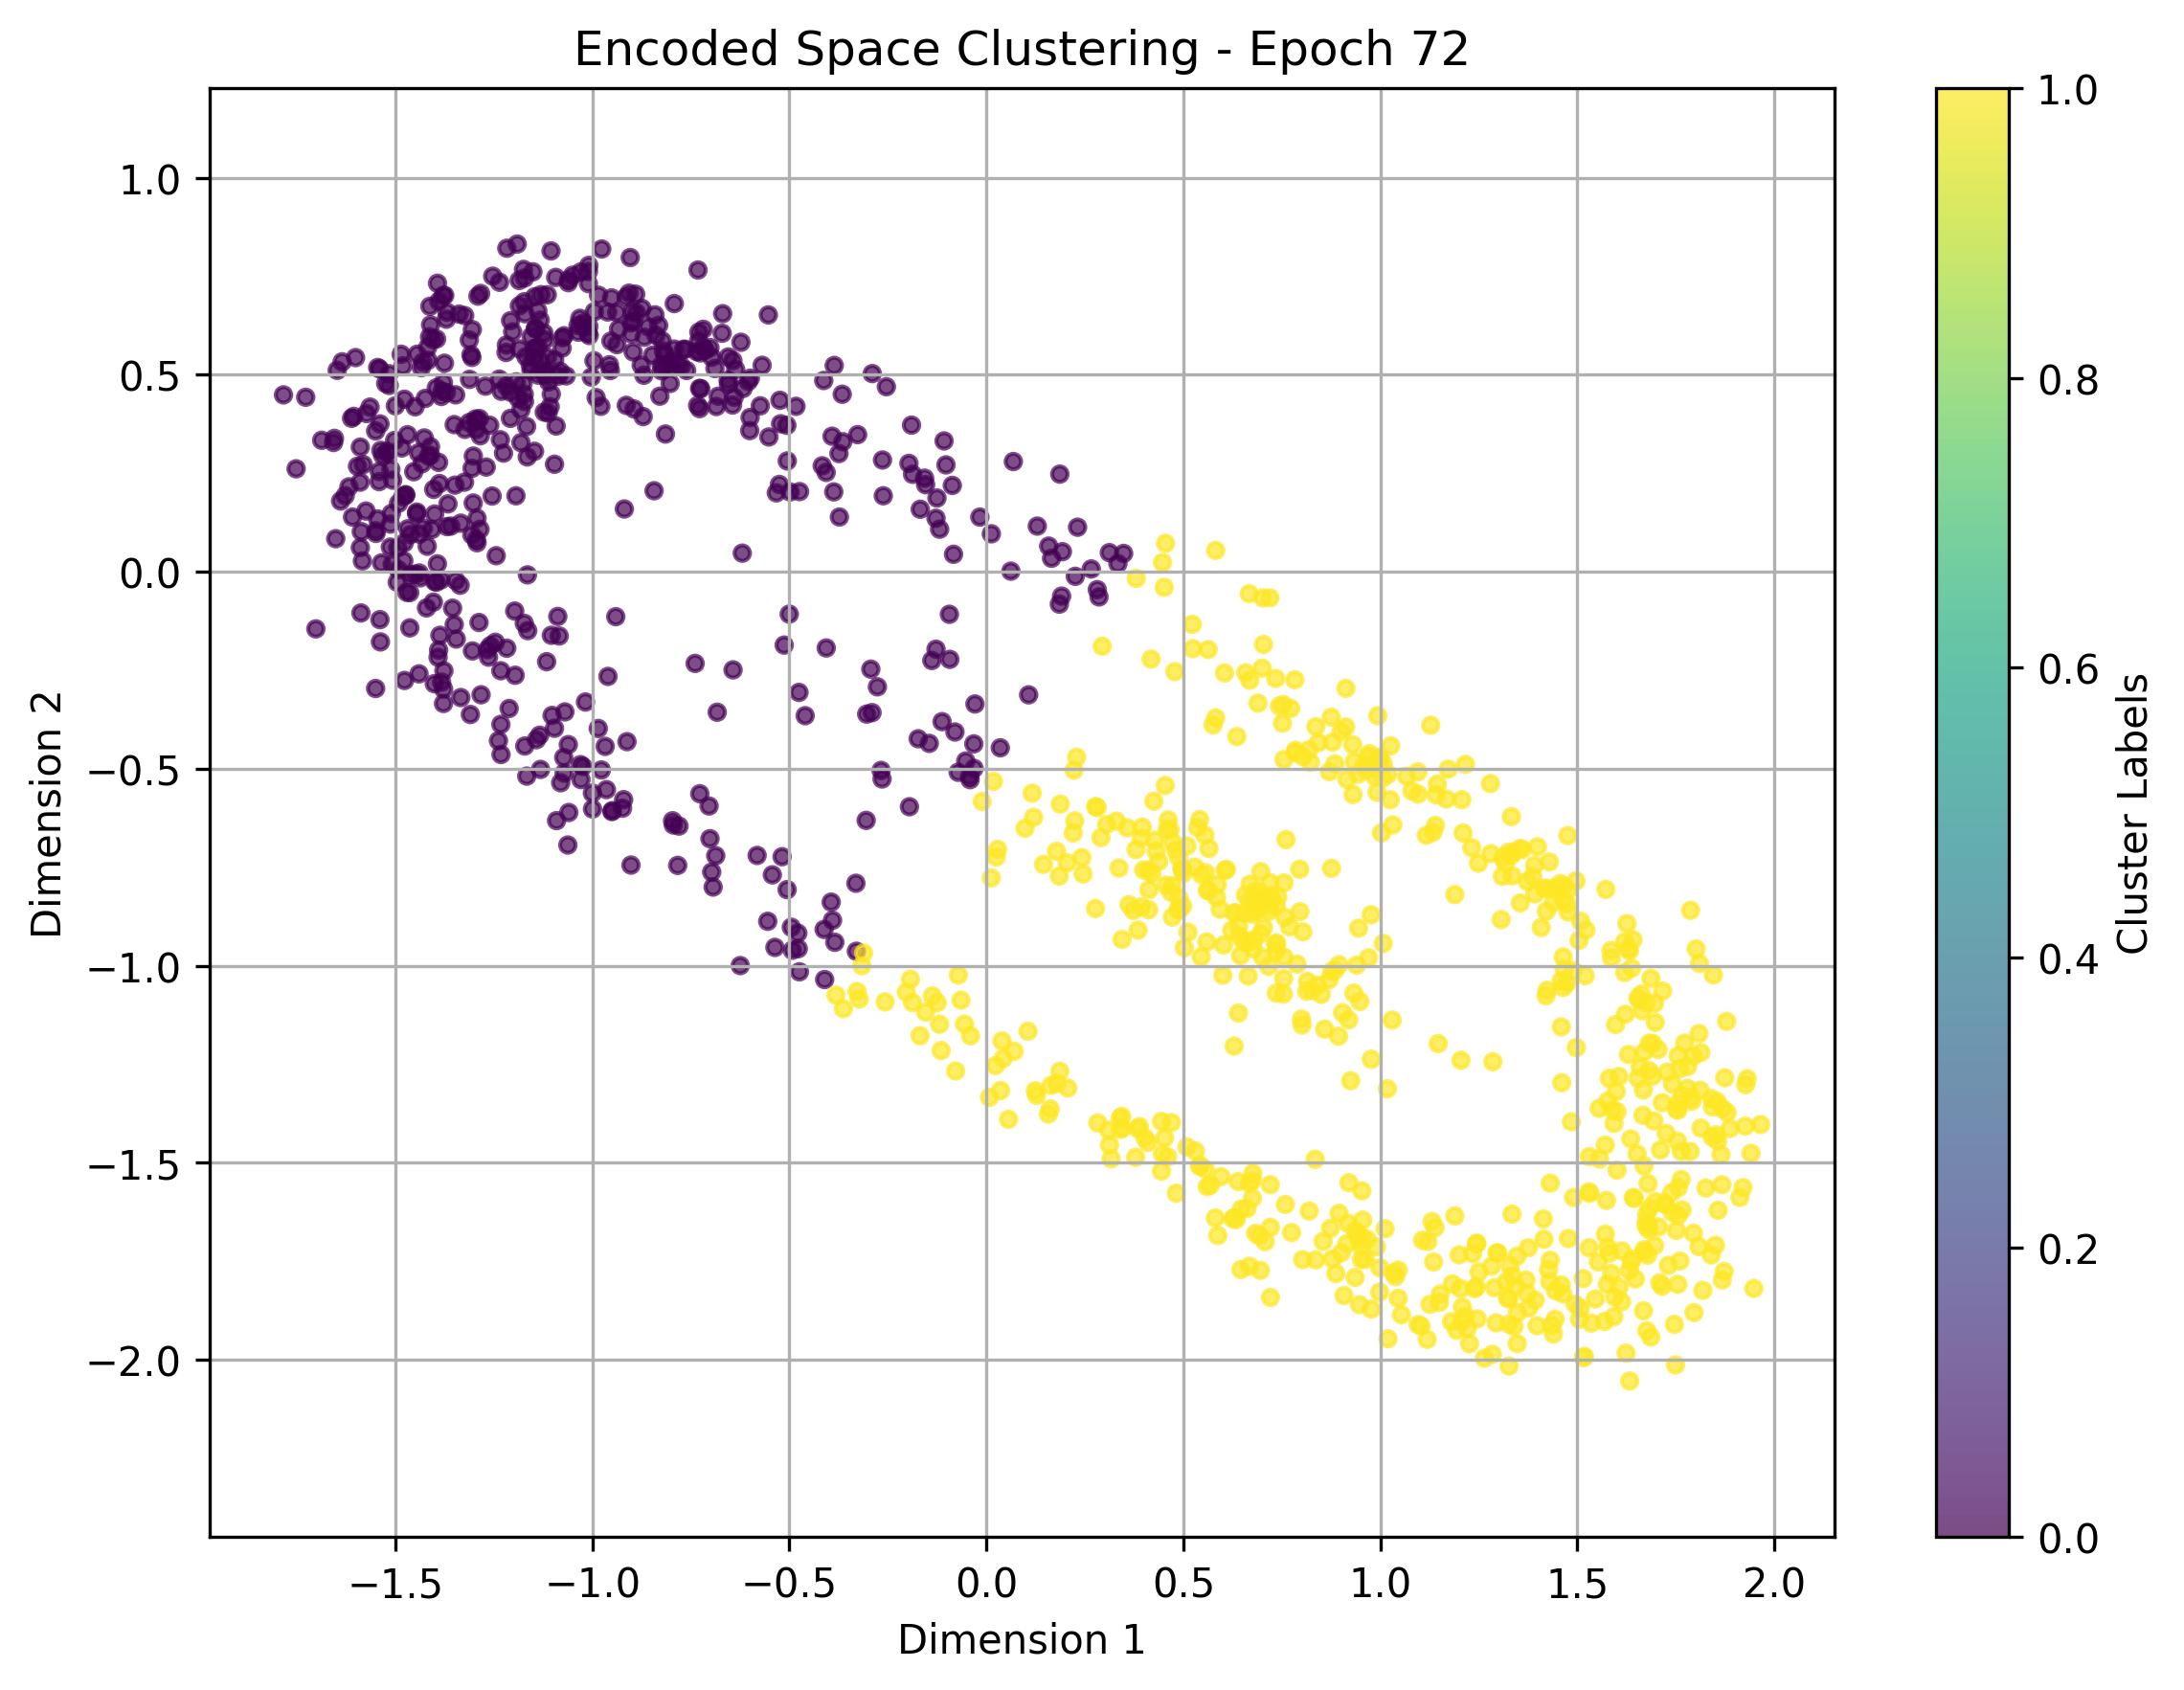 Encoded Space Clustering - Epoch 72
1.0
0.5
0.0
−0.5
−1.0
−1.5
−2.0
Dimension 2
−1.5 −1.0 −0.5 0.0 0.5 1.0 1.5 2.0
Dimension 1
1.0
0.8
0.6
0.4
0.2
0.0
Cluster Labels